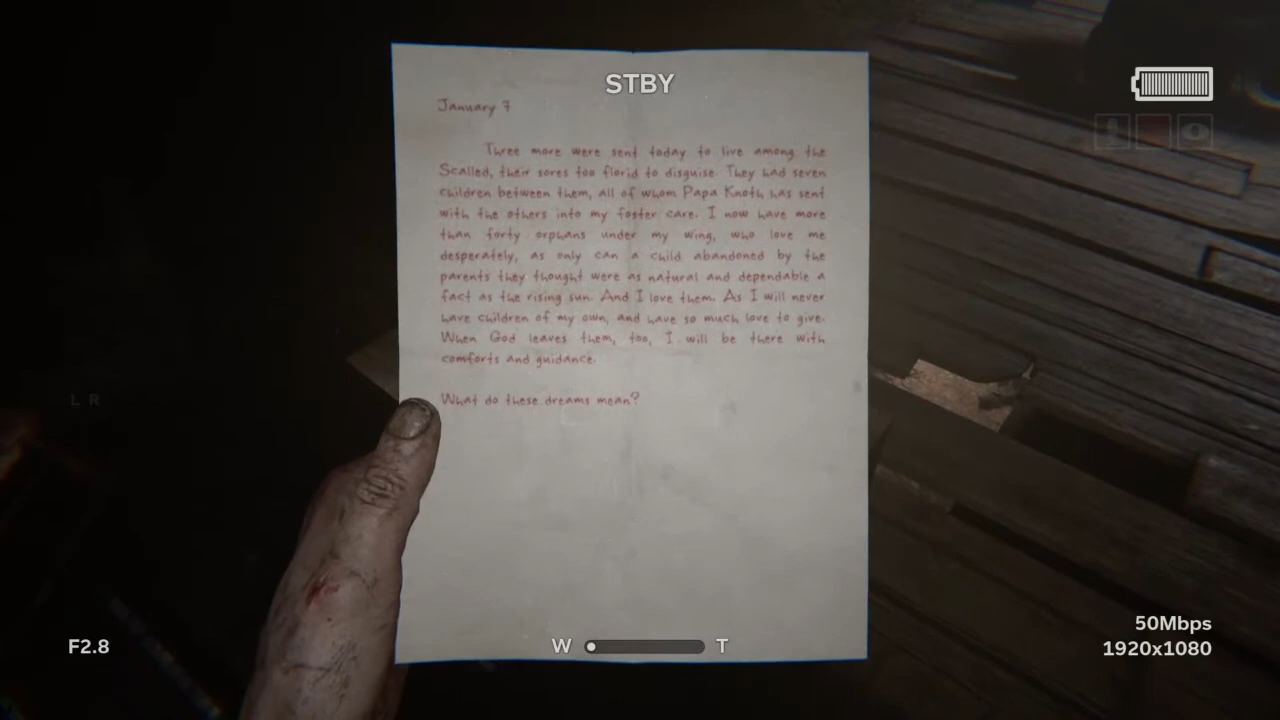 STBY
January 7
Three more were sent today to live among the
Scalled, their sores too florid to disguise. They had seven
children between them, all of whom Papa Knoth has sent
with the others into my foster care. I now have more
than forty orphans under my wing, who love me
desperately, as only can a child abandoned by the
parents they thought were as natural and dependable a
fact as the rising sun. And I love them. As I will never
have children of my own, and have so much love to give.
When God leaves them, too, I will be there with
comforts and guidance.
What do these dreams mean?
L R
F2.8
W T
50Mbps
1920x1080